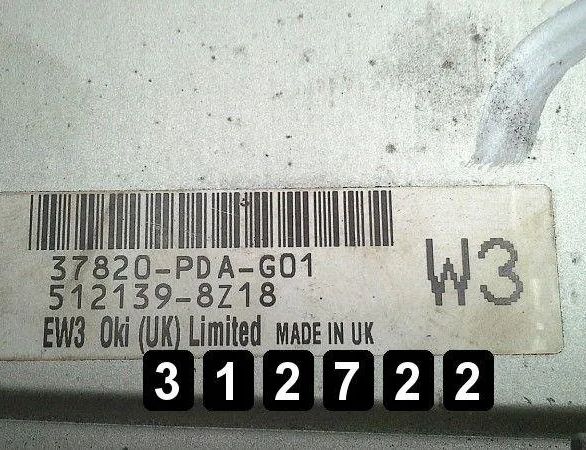 37820-PDA-G01
512139-8Z18
W3
EW3 Oki (UK) Limited MADE IN UK
312722